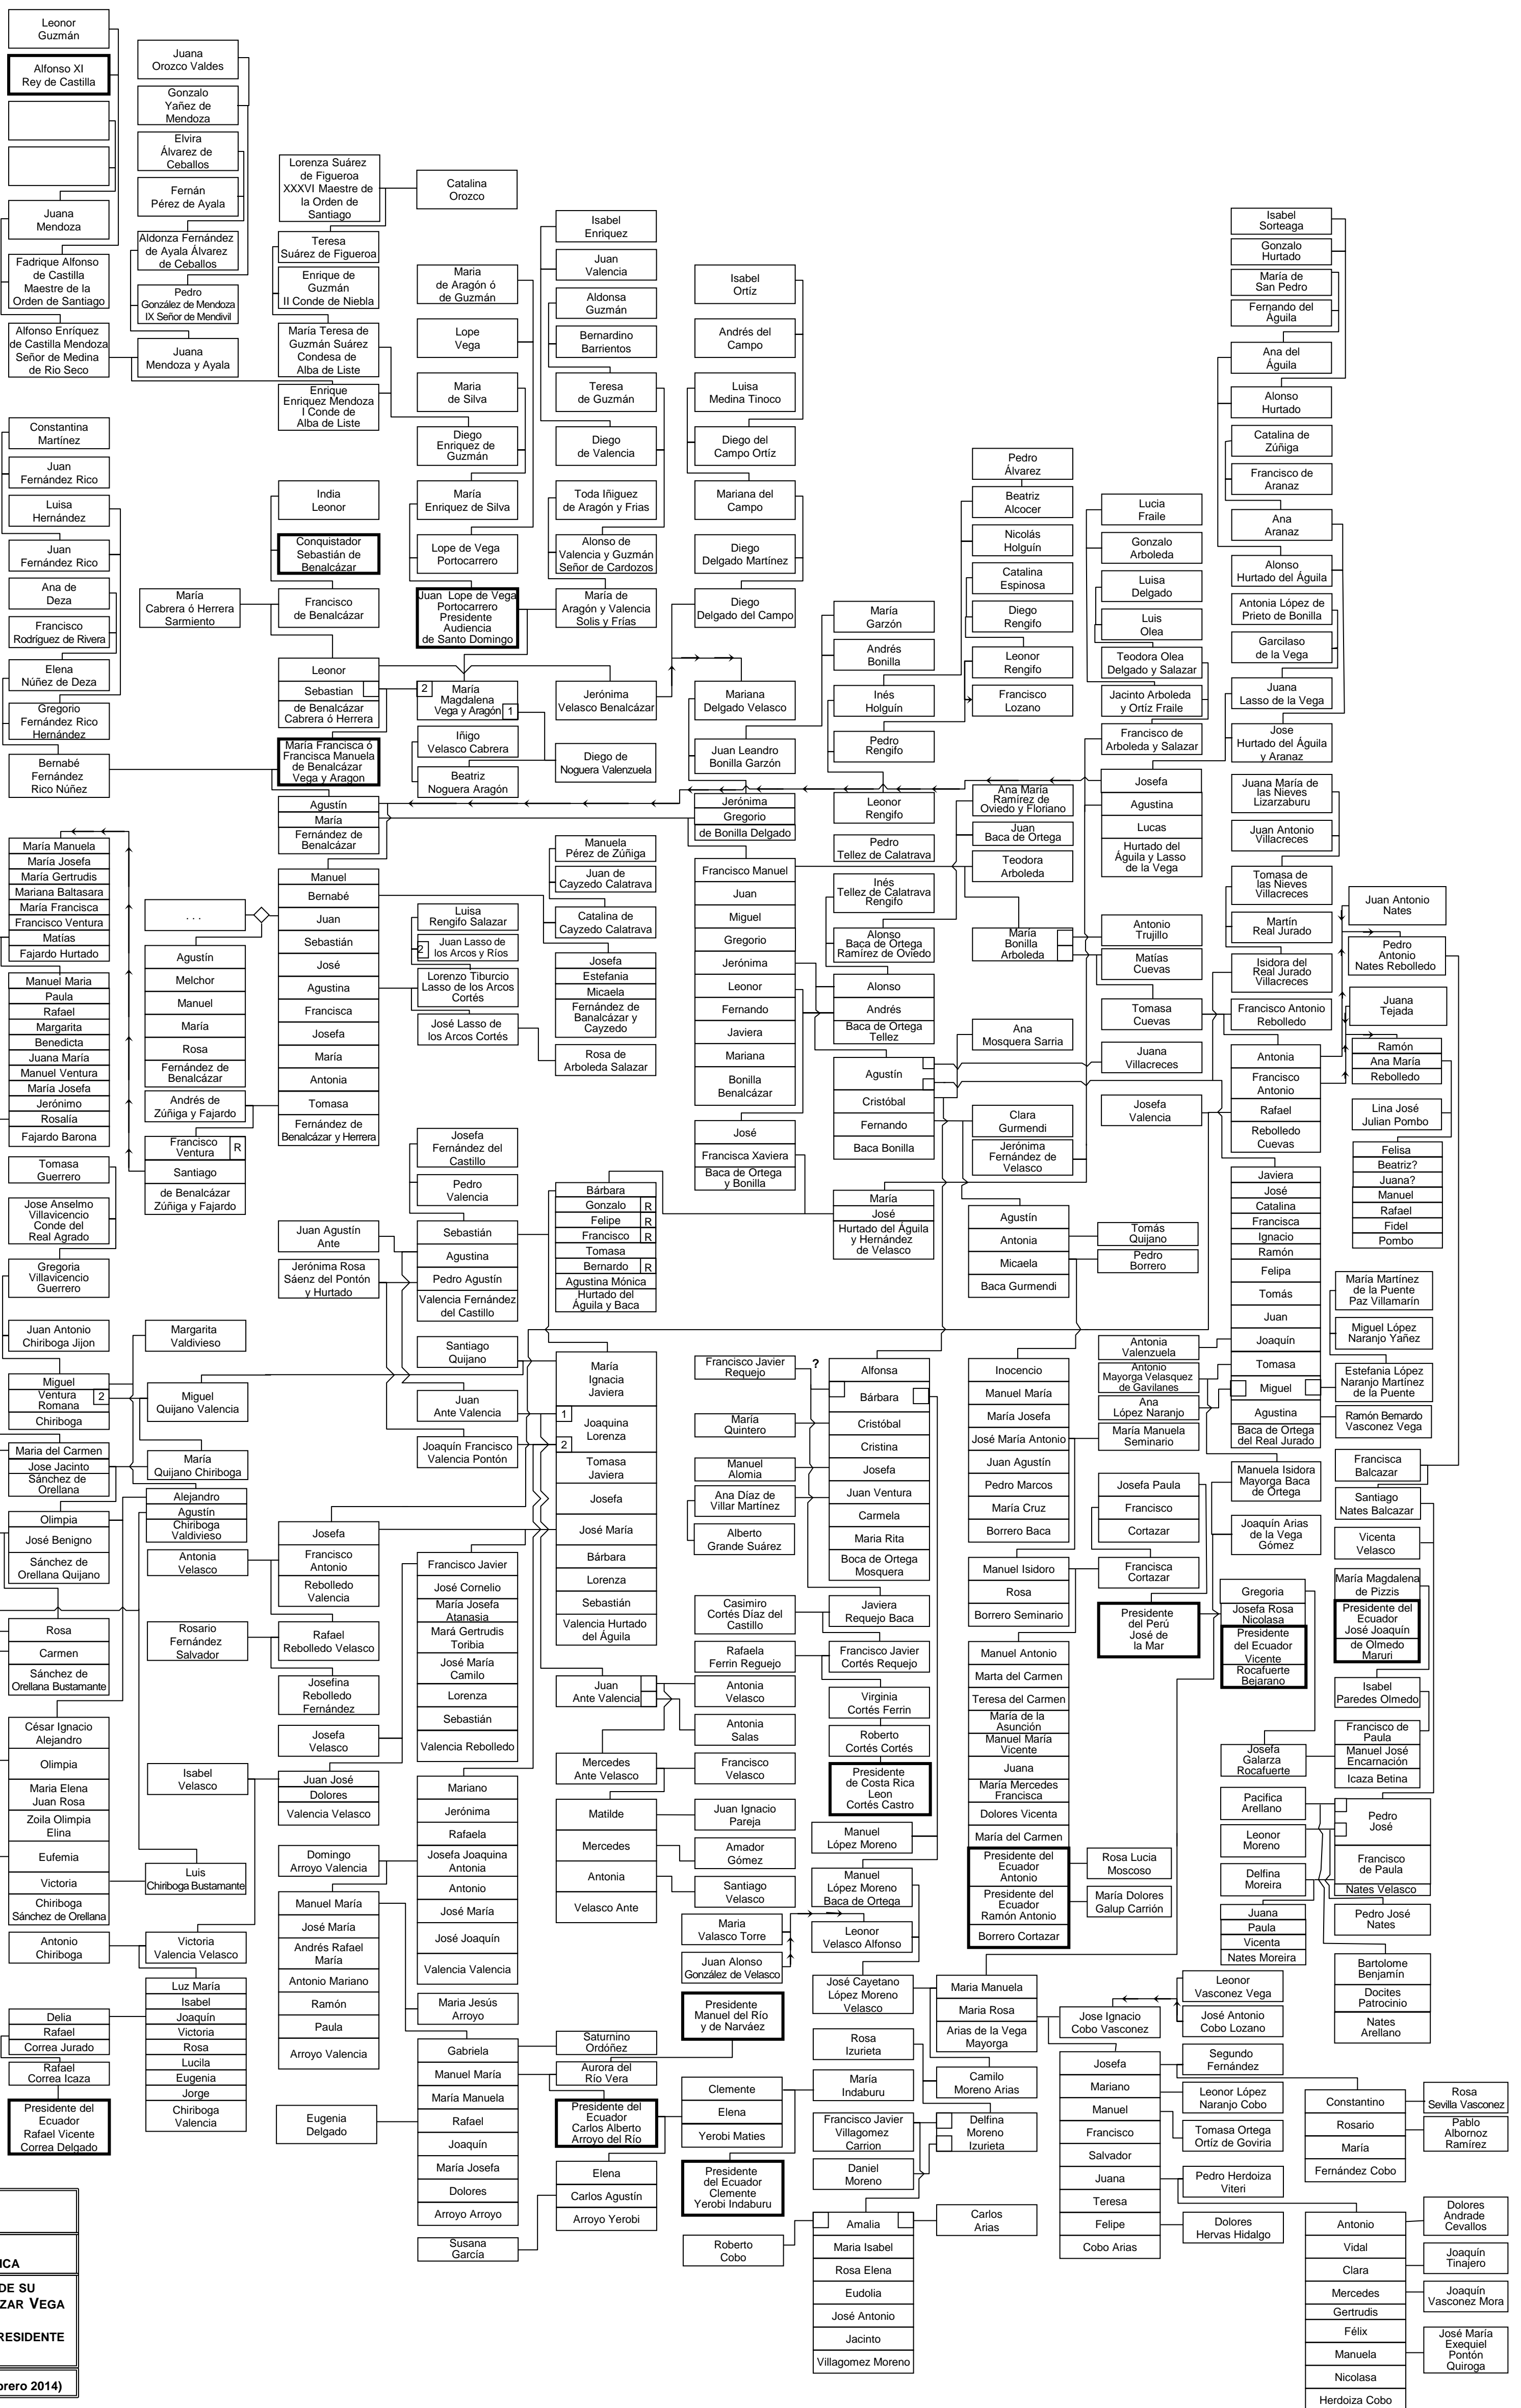 Leonor
Guzmán
Alfonso XI
Rey de Castilla
Juana
Mendoza
Fadrique Alfonso
de Castilla
Maestre de la
Orden de Santiago
Alfonso Enríquez
de Castilla Mendoza
Señor de Medina
de Rio Seco
Juana
Orozco Valdes
Gonzalo
Yañez de
Mendoza
Elvira
Álvarez de
Ceballos
Fernán
Pérez de Ayala
Aldonza Fernández
de Ayala Álvarez
de Ceballos
Pedro
González de Mendoza
IX Señor de Mendivil
Juana
Mendoza y Ayala
Lorenza Suárez
de Figueroa
XXXVI Maestre de
la Orden de
Santiago
Catalina
Orozco
Teresa
Suárez de Figueroa
Enrique de
Guzmán
II Conde de Niebla
María Teresa de
Guzmán Suárez
Condesa de
Alba de Liste
Enrique
Enriquez Mendoza
I Conde de
Alba de Liste
Maria
de Aragón ó
de Guzmán
Lope
Vega
Maria
de Silva
Diego
Enriquez de
Guzmán
María
Enriquez de Silva
Lope de Vega
Portocarrero
Juan Lope de Vega
Portocarrero
Presidente
Audiencia
de Santo Domingo
Isabel
Enriquez
Juan
Valencia
Aldonsa
Guzmán
Bernardino
Barrientos
Teresa
de Guzmán
Diego
de Valencia
Toda Iñiguez
de Aragón y Frias
Alonso de
Valencia y Guzmán
Señor de Cardozos
María de
Aragón y Valencia
Solis y Frías
Isabel
Ortíz
Andrés del
Campo
Luisa
Medina Tinoco
Diego del
Campo Ortíz
Mariana del
Campo
Diego
Delgado Martínez
Diego
Delgado del Campo
Constantina
Martínez
Juan
Fernández Rico
Luisa
Hernández
Juan
Fernández Rico
Ana de
Deza
Francisco
Rodríguez de Rivera
Elena
Núñez de Deza
Gregorio
Fernández Rico
Hernández
Bernabé
Fernández
Rico Núñez
India
Leonor
Conquistador
Sebastián de
Benalcázar
María
Cabrera ó Herrera
Sarmiento
Francisco
de Benalcázar
Leonor
Sebastian
de Benalcázar
Cabrera ó Herrera
2
María
Magdalena
Vega y Aragón
1
Jerónima
Velasco Benalcázar
Mariana
Delgado Velasco
María Francisca ó
Francisca Manuela
de Benalcázar
Vega y Aragon
Iñigo
Velasco Cabrera
Beatriz
Noguera Aragón
Diego de
Noguera Valenzuela
Juan Leandro
Bonilla Garzón
María
Garzón
Andrés
Bonilla
Inés
Holguín
Pedro
Rengifo
Pedro
Álvarez
Beatriz
Alcocer
Nicolás
Holguín
Catalina
Espinosa
Diego
Rengifo
Leonor
Rengifo
Francisco
Lozano
Lucia
Fraile
Gonzalo
Arboleda
Luisa
Delgado
Luis
Olea
Teodora Olea
Delgado y Salazar
Jacinto Arboleda
y Ortíz Fraile
Francisco de
Arboleda y Salazar
Isabel
Sorteaga
Gonzalo
Hurtado
María de
San Pedro
Fernando del
Águila
Ana del
Águila
Alonso
Hurtado
Catalina de
Zúñiga
Francisco de
Aranaz
Ana
Aranaz
Alonso
Hurtado del Águila
Antonia López de
Prieto de Bonilla
Garcilaso
de la Vega
Juana
Lasso de la Vega
Jose
Hurtado del Águila
y Aranaz
Agustín
María
Fernández de
Benalcázar
Jerónima
Gregorio
de Bonilla Delgado
Leonor
Rengifo
Ana María
Ramírez de
Oviedo y Floriano
Juan
Baca de Ortega
Josefa
Agustina
Lucas
Hurtado del
Águila y Lasso
de la Vega
Juana María de
las Nieves
Lizarzaburu
Juan Antonio
Villacreces
Tomasa de
las Nieves
Villacreces
Martín
Real Jurado
Isidora del
Real Jurado
Villacreces
Francisco Antonio
Rebolledo
Juan Antonio
Nates
Pedro
Antonio
Nates Rebolledo
Juana
Tejada
María Manuela
María Josefa
María Gertrudis
Mariana Baltasara
María Francisca
Francisco Ventura
Matías
Fajardo Hurtado
Manuel Maria
Paula
Rafael
Margarita
Benedicta
Juana María
Manuel Ventura
María Josefa
Jerónimo
Rosalía
Fajardo Barona
. . .
Agustín
Melchor
Manuel
María
Rosa
Fernández de
Benalcázar
Andrés de
Zúñiga y Fajardo
Francisco
Ventura
R
Santiago
de Benalcázar
Zúñiga y Fajardo
Manuel
Bernabé
Juan
Sebastián
José
Agustina
Francisca
Josefa
María
Antonia
Tomasa
Fernández de
Benalcázar y Herrera
Luisa
Rengifo Salazar
2
Juan Lasso de
los Arcos y Ríos
Lorenzo Tiburcio
Lasso de los Arcos
Cortés
José Lasso de
los Arcos Cortés
Manuela
Pérez de Zúñiga
Juan de
Cayzedo Calatrava
Catalina de
Cayzedo Calatrava
Josefa
Estefania
Micaela
Fernández de
Banalcázar y
Cayzedo
Rosa de
Arboleda Salazar
Francisco Manuel
Juan
Miguel
Gregorio
Jerónima
Leonor
Fernando
Javiera
Mariana
Bonilla
Benalcázar
José
Francisca Xaviera
Baca de Ortega
y Bonilla
Pedro
Tellez de Calatrava
Inés
Tellez de Calatrava
Rengifo
Alonso
Baca de Ortega
Ramírez de Oviedo
Alonso
Andrés
Baca de Ortega
Tellez
Agustín
Cristóbal
Fernando
Baca Bonilla
Teodora
Arboleda
Maria
Bonilla
Arboleda
Antonio
Trujillo
Matías
Cuevas
Tomasa
Cuevas
Ana
Mosquera Sarria
Juana
Villacreces
Clara
Gurmendi
Jerónima
Fernández de
Velasco
Josefa
Valencia
Antonia
Francisco
Antonio
Rafael
Rebolledo
Cuevas
Ramón
Ana María
Rebolledo
Lina José
Julian Pombo
Felisa
Beatriz?
Juana?
Manuel
Rafael
Fidel
Pombo
Tomasa
Guerrero
Jose Anselmo
Villavicencio
Conde del
Real Agrado
Gregoria
Villavicencio
Guerrero
Juan Antonio
Chiriboga Jijon
Miguel
Ventura
Romana
2
Chiriboga
Margarita
Valdivieso
Miguel
Quijano Valencia
Juan Agustín
Ante
Jerónima Rosa
Sáenz del Pontón
y Hurtado
Josefa
Fernández del
Castillo
Pedro
Valencia
Sebastián
Agustina
Pedro Agustín
Valencia Fernández
del Castillo
Santiago
Quijano
Juan
Ante Valencia
Joaquín Francisco
Valencia Pontón
Bárbara
Gonzalo
R
Felipe
R
Francisco
R
Tomasa
Bernardo
R
Agustina Mónica
Hurtado del
Águila y Baca
María
José
Hurtado del Águila
y Hernández
de Velasco
Agustín
Antonia
Micaela
Baca Gurmendi
Tomás
Quijano
Pedro
Borrero
Javiera
José
Catalina
Francisca
Ignacio
Ramón
Felipa
Tomás
Juan
Joaquín
Tomasa
Miguel
Agustina
Baca de Ortega
del Real Jurado
María Martínez
de la Puente
Paz Villamarín
Miguel López
Naranjo Yañez
Estefania López
Naranjo Martínez
de la Puente
Ramón Bernardo
Vasconez Vega
Antonia
Valenzuela
Antonio
Mayorga Velasquez
de Gavilanes
Ana
López Naranjo
María Manuela
Seminario
María
Ignacia
Javiera
1
Joaquina
Lorenza
2
Tomasa
Javiera
Josefa
José María
Bárbara
Lorenza
Sebastián
Valencia Hurtado
del Águila
Francisco Javier
Requejo
?
María
Quintero
Manuel
Alomia
Ana Díaz de
Villar Martínez
Alberto
Grande Suárez
Alfonsa
Bárbara
Cristóbal
Cristina
Josefa
Juan Ventura
Carmela
Maria Rita
Boca de Ortega
Mosquera
Inocencio
Manuel María
María Josefa
José María Antonio
Juan Agustín
Pedro Marcos
María Cruz
Borrero Baca
Josefa Paula
Francisco
Cortazar
Francisca
Cortazar
Manuela Isidora
Mayorga Baca
de Ortega
Joaquín Arias
de la Vega
Gómez
Francisca
Balcazar
Santiago
Nates Balcazar
Vicenta
Velasco
María Magdalena
de Pizzis
Presidente del
Ecuador
José Joaquín
de Olmedo
Maruri
Maria del Carmen
Jose Jacinto
Sánchez de
Orellana
María
Quijano Chiriboga
Olimpia
José Benigno
Sánchez de
Orellana Quijano
Alejandro
Agustín
Chiriboga
Valdivieso
Antonia
Velasco
Josefa
Francisco
Antonio
Rebolledo
Valencia
Rosario
Fernández
Salvador
Rafael
Rebolledo Velasco
Josefina
Rebolledo
Fernández
Josefa
Velasco
Rosa
Carmen
Sánchez de
Orellana Bustamante
Francisco Javier
José Cornelio
María Josefa
Atanasia
Mará Gertrudis
Toribia
José María
Camilo
Lorenza
Sebastián
Valencia Rebolledo
Manuel Isidoro
Rosa
Borrero Seminario
Presidente
del Perú
José de
la Mar
Gregoria
Josefa Rosa
Nicolasa
Presidente
del Ecuador
Vicente
Rocafuerte
Bejarano
Casimiro
Cortés Díaz del
Castillo
Javiera
Requejo Baca
Rafaela
Ferrin Reguejo
Francisco Javier
Cortés Requejo
Virginia
Cortés Ferrin
Roberto
Cortés Cortés
Presidente
de Costa Rica
Leon
Cortés Castro
Juan
Ante Valencia
Antonia
Velasco
Antonia
Salas
Mercedes
Ante Velasco
Francisco
Velasco
Matilde
Mercedes
Antonia
Velasco Ante
Juan Ignacio
Pareja
Amador
Gómez
Santiago
Velasco
Manuel Antonio
Marta del Carmen
Teresa del Carmen
María de la
Asunción
Manuel María
Vicente
Juana
María Mercedes
Francisca
Dolores Vicenta
María del Carmen
Presidente del
Ecuador
Antonio
Presidente del
Ecuador
Ramón Antonio
Borrero Cortazar
Rosa Lucia
Moscoso
María Dolores
Galup Carrión
Isabel
Paredes Olmedo
Francisco de
Paula
Manuel José
Encarnación
Icaza Betina
Josefa
Galarza
Rocafuerte
Pacifica
Arellano
Leonor
Moreno
Delfina
Moreira
Pedro
José
Francisco
de Paula
Nates Velasco
Juana
Paula
Vicenta
Nates Moreira
Pedro José
Nates
Bartolome
Benjamín
Docites
Patrocinio
Nates
Arellano
César Ignacio
Alejandro
Olimpia
Maria Elena
Juan Rosa
Zoila Olimpia
Elina
Eufemia
Victoria
Chiriboga
Sánchez de Orellana
Luis
Chiriboga Bustamante
Isabel
Velasco
Juan José
Dolores
Valencia Velasco
Antonio
Chiriboga
Victoria
Valencia Velasco
Luz María
Isabel
Joaquín
Victoria
Rosa
Lucila
Eugenia
Jorge
Chiriboga
Valencia
Delia
Rafael
Correa Jurado
Rafael
Correa Icaza
Presidente del
Ecuador
Rafael Vicente
Correa Delgado
Domingo
Arroyo Valencia
Manuel María
José María
Andrés Rafael
María
Antonio Mariano
Ramón
Paula
Arroyo Valencia
Mariano
Jerónima
Rafaela
Josefa Joaquina
Antonia
Antonio
José María
José Joaquín
Valencia Valencia
Maria Jesús
Arroyo
Gabriela
Manuel María
María Manuela
Rafael
Joaquín
María Josefa
Dolores
Arroyo Arroyo
Eugenia
Delgado
Susana
García
Saturnino
Ordóñez
Aurora del
Río Vera
Presidente del
Ecuador
Carlos Alberto
Arroyo del Río
Elena
Carlos Agustín
Arroyo Yerobi
Manuel
López Moreno
Manuel
López Moreno
Baca de Ortega
Maria
Valasco Torre
Juan Alonso
González de Velasco
Leonor
Velasco Alfonso
Presidente
Manuel del Río
y de Narváez
José Cayetano
López Moreno
Velasco
Rosa
Izurieta
Clemente
Elena
Yerobi Maties
María
Indaburu
Presidente
del Ecuador
Clemente
Yerobi Indaburu
Francisco Javier
Villagomez
Carrion
Daniel
Moreno
Maria Manuela
Maria Rosa
Arias de la Vega
Mayorga
Camilo
Moreno Arias
Delfina
Moreno
Izurieta
Amalia
Maria Isabel
Rosa Elena
Eudolia
José Antonio
Jacinto
Villagomez Moreno
Roberto
Cobo
Carlos
Arias
Jose Ignacio
Cobo Vasconez
Leonor
Vasconez Vega
José Antonio
Cobo Lozano
Josefa
Mariano
Manuel
Francisco
Salvador
Juana
Teresa
Felipe
Cobo Arias
Segundo
Fernández
Leonor López
Naranjo Cobo
Tomasa Ortega
Ortíz de Goviria
Pedro Herdoiza
Viteri
Dolores
Hervas Hidalgo
Constantino
Rosario
María
Fernández Cobo
Rosa
Sevilla Vasconez
Pablo
Albornoz
Ramírez
Antonio
Vidal
Clara
Mercedes
Gertrudis
Félix
Manuela
Nicolasa
Herdoiza Cobo
Dolores
Andrade
Cevallos
Joaquín
Tinajero
Joaquín
Vasconez Mora
José María
Exequiel
Pontón
Quiroga
ICA
DE SU
ZAR VEGA
RESIDENTE
brero 2014)